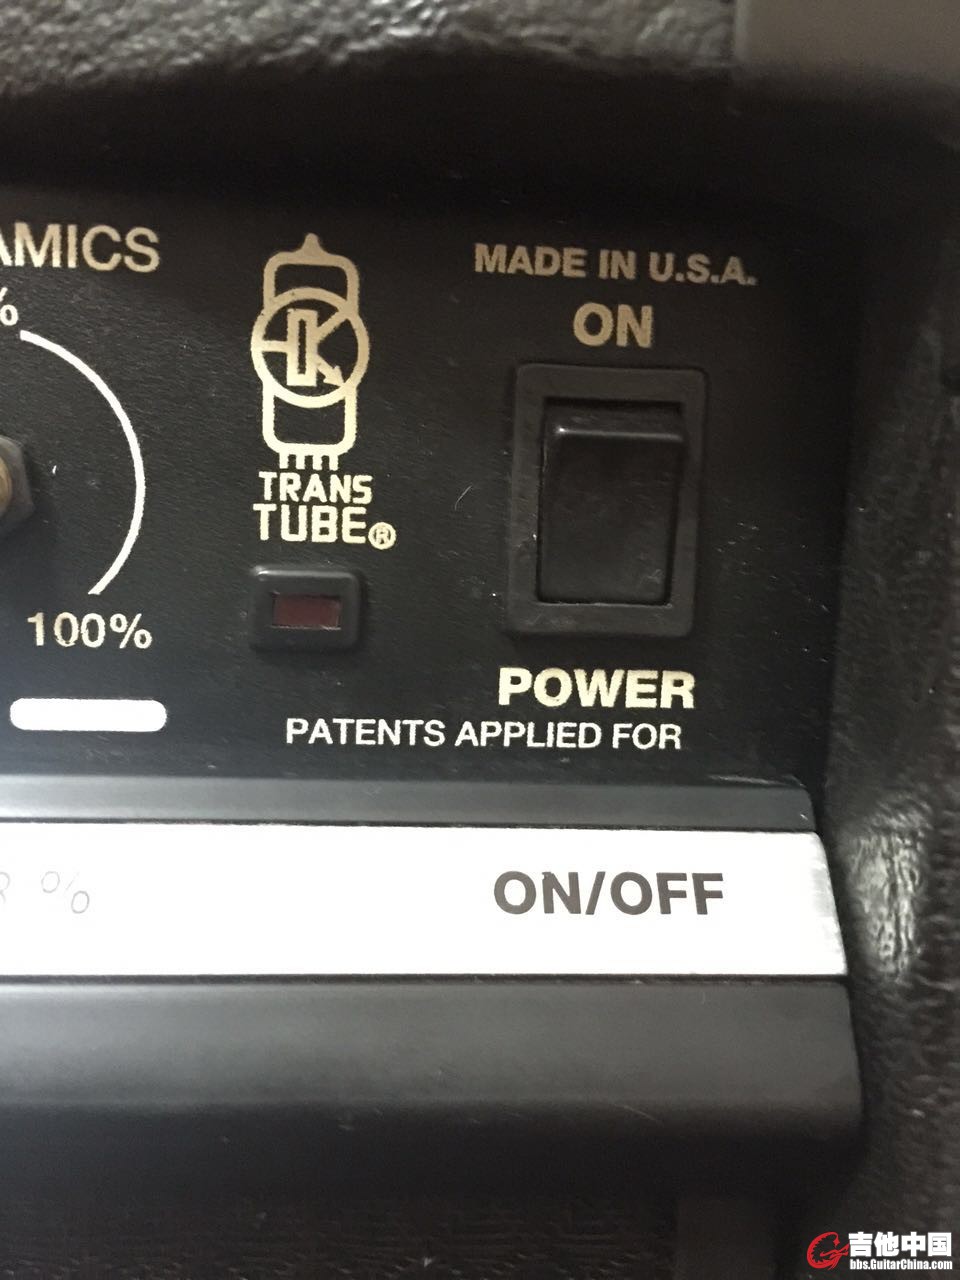 AMICS
%
MADE IN U.S.A.
ON
TRANS
TUBE®
100%
POWER
PATENTS APPLIED FOR
%
ON/OFF
吉他中国
bbs.GuitarChina.com